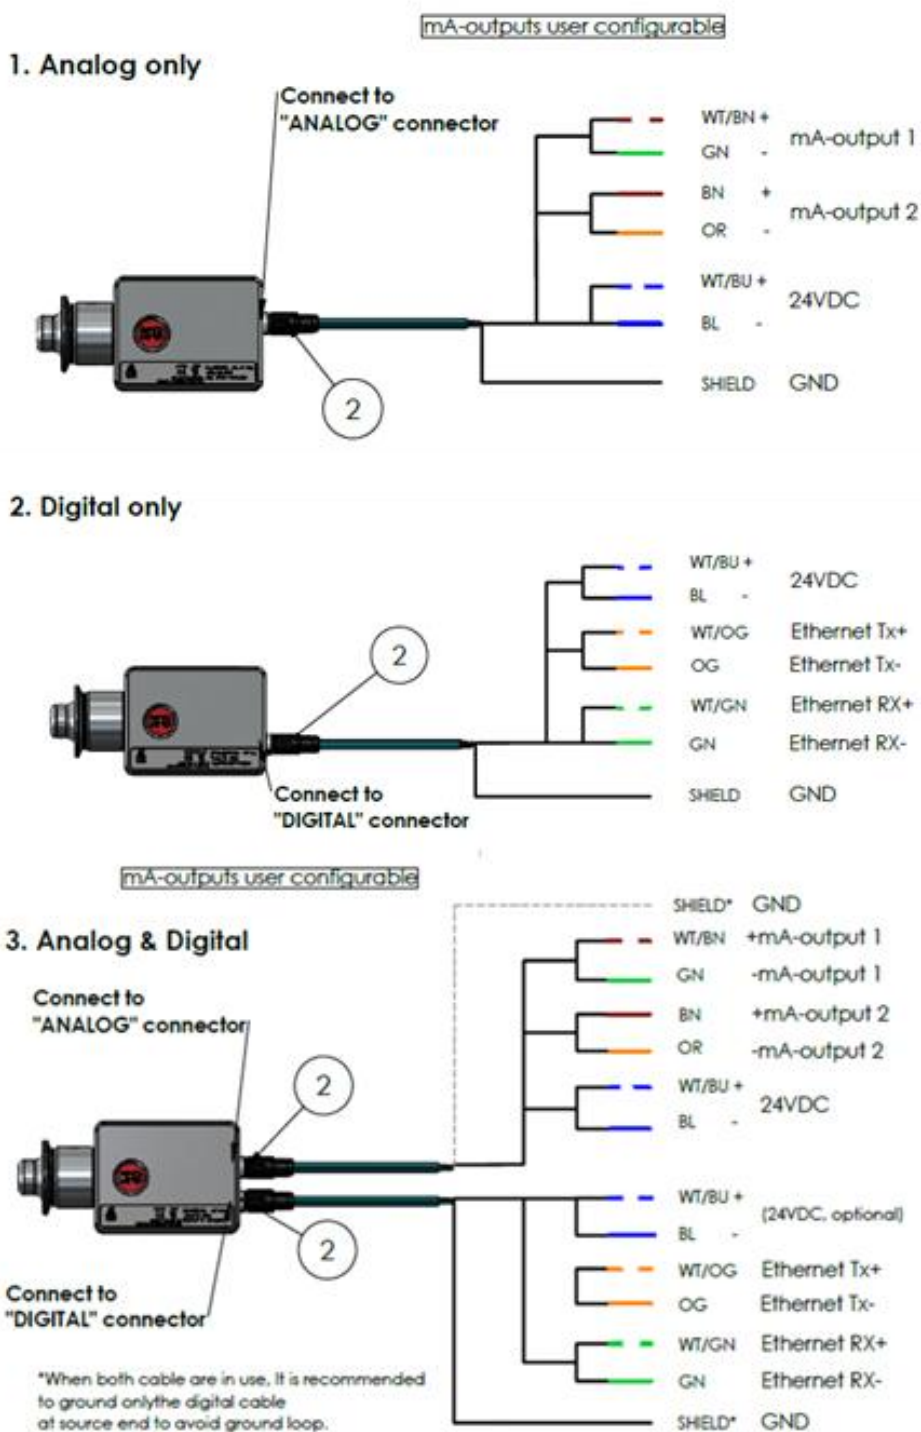 mA-outputs user configurable
1. Analog only
Connect to
"ANALOG" connector
WT/BN +
GN -
mA-output 1
BN +
OR -
mA-output 2
WT/BU +
BL -
24VDC
SHIELD GND
2
2. Digital only
WT/BU +
BL -
24VDC
WT/OG Ethernet Tx+
OG Ethernet Tx-
WT/GN Ethernet RX+
GN Ethernet RX-
SHIELD GND
2
Connect to
"DIGITAL" connector
mA-outputs user configurable
3. Analog & Digital
Connect to
"ANALOG" connector
SHIELD* GND
WT/BN +mA-output 1
GN -mA-output 1
BN +mA-output 2
OR -mA-output 2
WT/BU +
BL -
24VDC
2
2
WT/BU +
BL -
(24VDC, optional)
WT/OG Ethernet Tx+
OG Ethernet Tx-
WT/GN Ethernet RX+
GN Ethernet RX-
SHIELD* GND
Connect to
"DIGITAL" connector
*When both cable are in use, It is recommended
to ground onlythe digital cable
at source end to avoid ground loop.